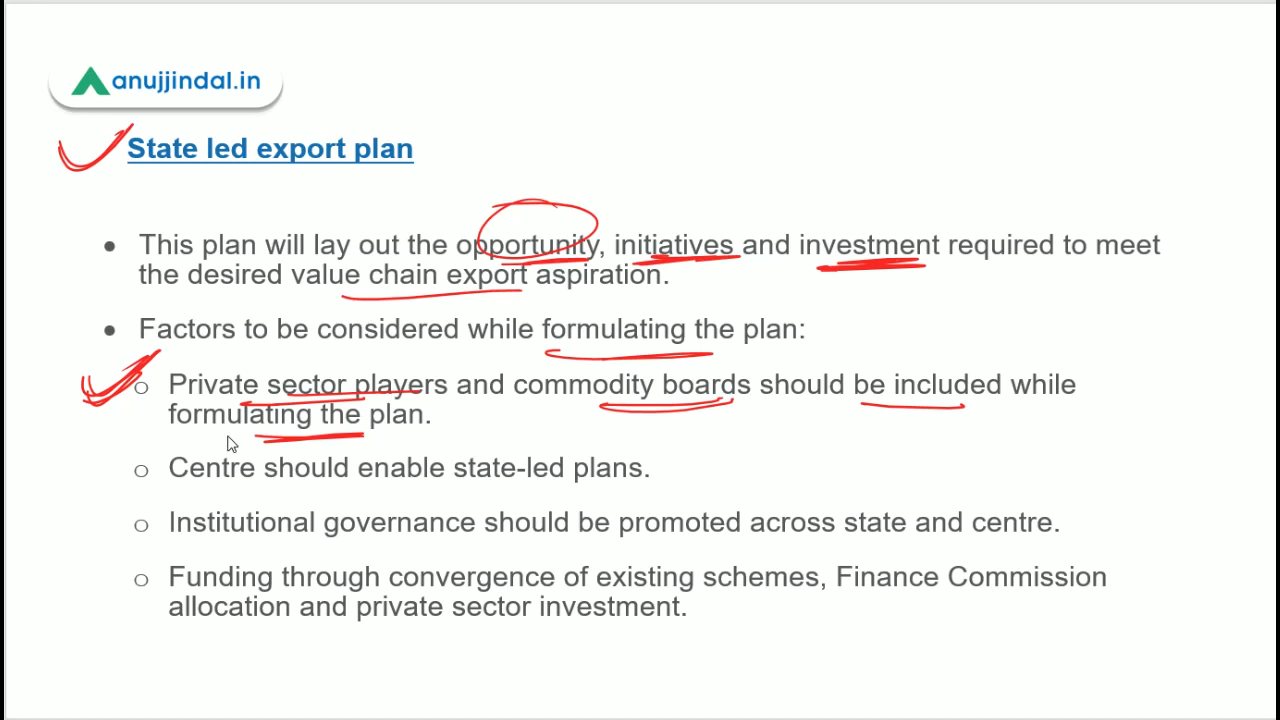 anujjindal.in
State led export plan
• This plan will lay out the opportunity, initiatives and investment required to meet
the desired value chain export aspiration.
• Factors to be considered while formulating the plan:
o Private sector players and commodity boards should be included while
formulating the plan.
o Centre should enable state-led plans.
o Institutional governance should be promoted across state and centre.
o Funding through convergence of existing schemes, Finance Commission
allocation and private sector investment.